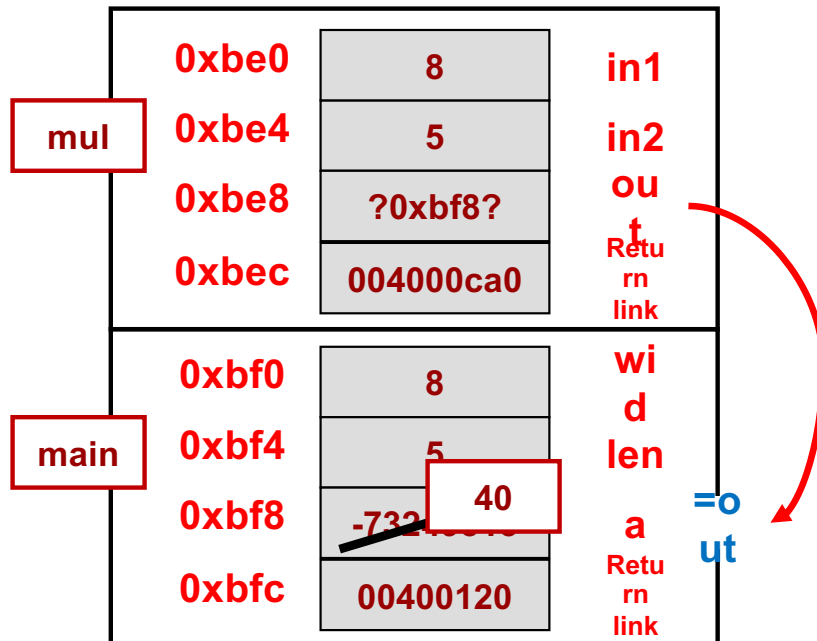 0xbe0 8 in1
mul 0xbe4 5 in2
0xbe8 ?0xbf8? ou
t
0xbec 004000ca0 Retu
rn
link
0xbf0 8 wi
d
main 0xbf4 5 len
40
0xbf8 a =o
ut
0xbfc 00400120 Retu
rn
link